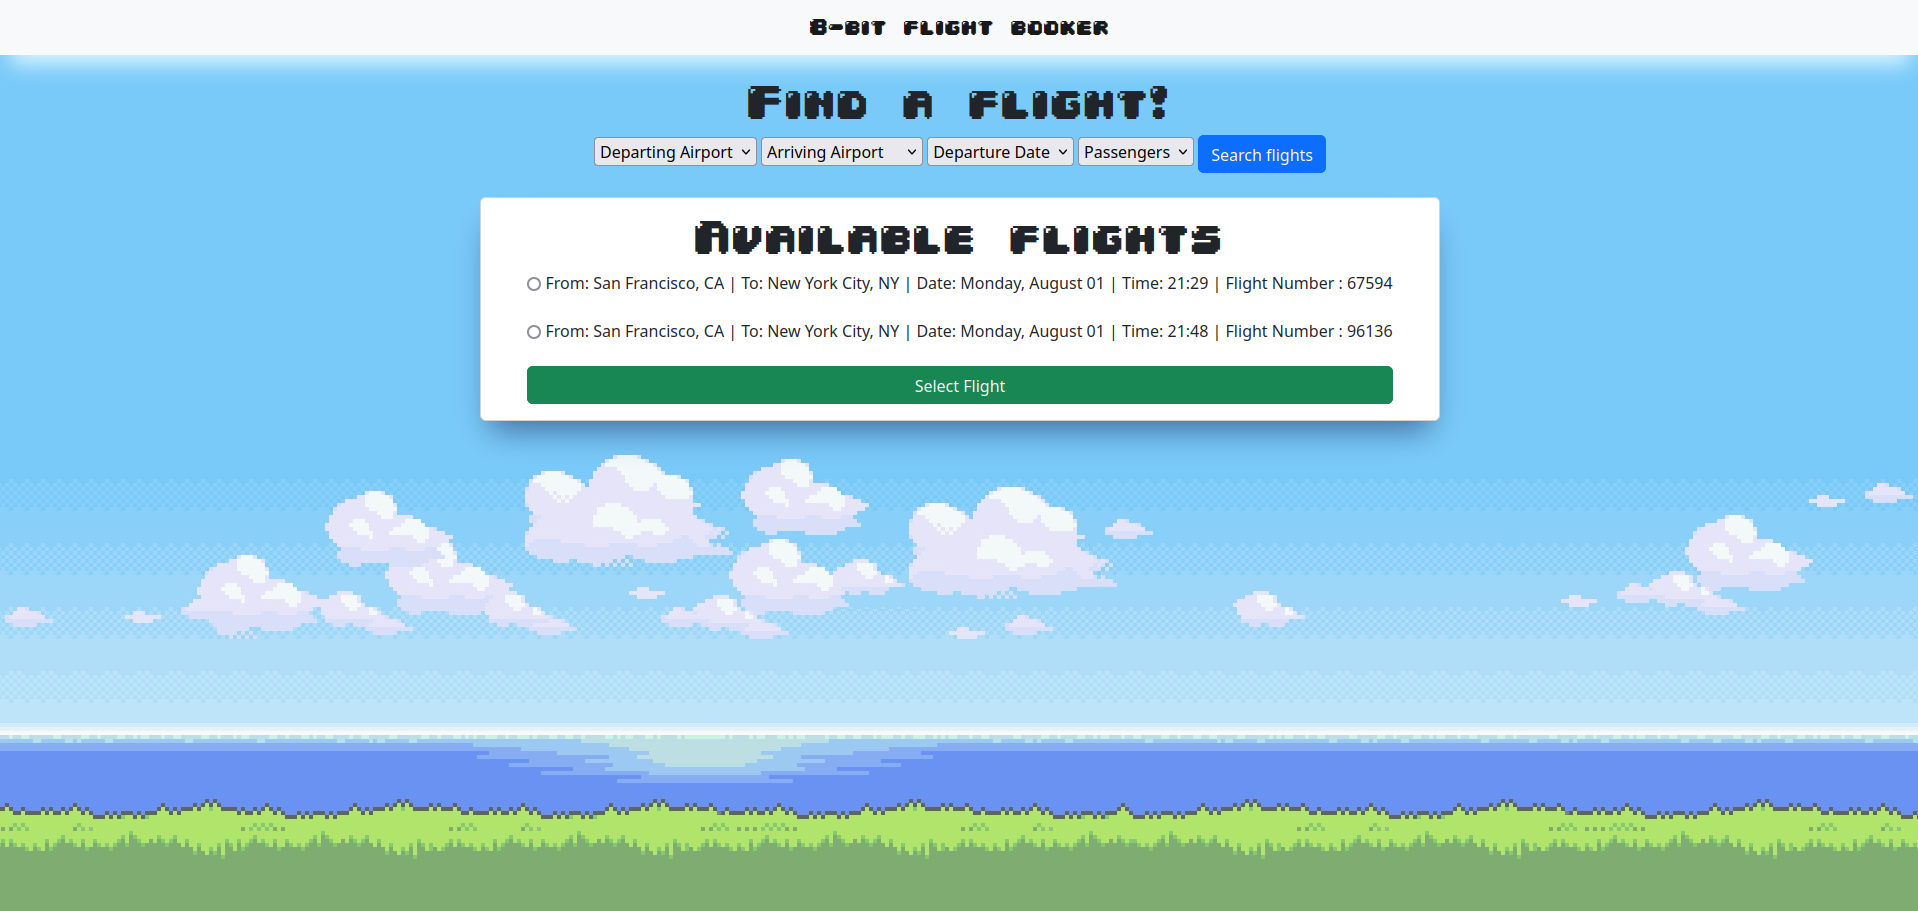 8-bit flight booker
Find a flight!
Departing Airport Arriving Airport Departure Date Passengers Search flights
Available flights
From: San Francisco, CA | To: New York City, NY | Date: Monday, August 01 | Time: 21:29 | Flight Number : 67594
From: San Francisco, CA | To: New York City, NY | Date: Monday, August 01 | Time: 21:48 | Flight Number : 96136
Select Flight